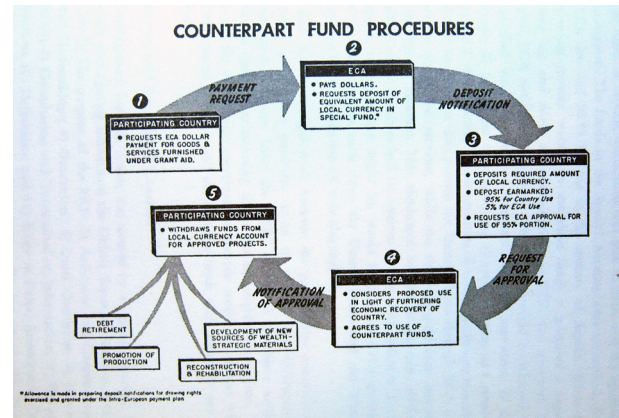 COUNTERPART FUND PROCEDURES
1
PARTICIPATING COUNTRY
• REQUESTS ECA DOLLAR
PAYMENT FOR GOODS &
SERVICES FURNISHED
UNDER GRANT AID.
PAYMENT
REQUEST
2
ECA
• PAYS DOLLARS.
• REQUESTS DEPOSIT OF
EQUIVALENT AMOUNT OF
LOCAL CURRENCY IN
SPECIAL FUND.*
DEPOSIT
NOTIFICATION
3
PARTICIPATING COUNTRY
• DEPOSITS REQUIRED AMOUNT
OF LOCAL CURRENCY.
• DEPOSIT EARMARKED:
95% for Country Use
5% for ECA Use
• REQUESTS ECA APPROVAL FOR
USE OF 95% PORTION.
REQUEST
FOR
APPROVAL
4
ECA
• CONSIDERS PROPOSED USE
IN LIGHT OF FURTHERING
ECONOMIC RECOVERY OF
COUNTRY.
• AGREES TO USE OF
COUNTERPART FUNDS.
NOTIFICATION
OF APPROVAL
5
PARTICIPATING COUNTRY
• WITHDRAWS FUNDS FROM
LOCAL CURRENCY ACCOUNT
FOR APPROVED PROJECTS.
DEBT
RETIREMENT
PROMOTION OF
PRODUCTION
RECONSTRUCTION
& REHABILITATION
DEVELOPMENT OF NEW
SOURCES OF WEALTH-
STRATEGIC MATERIALS
*Allowance is made in preparing deposit notifications for drawing rights
exercised and granted under the Intra-European payment plan